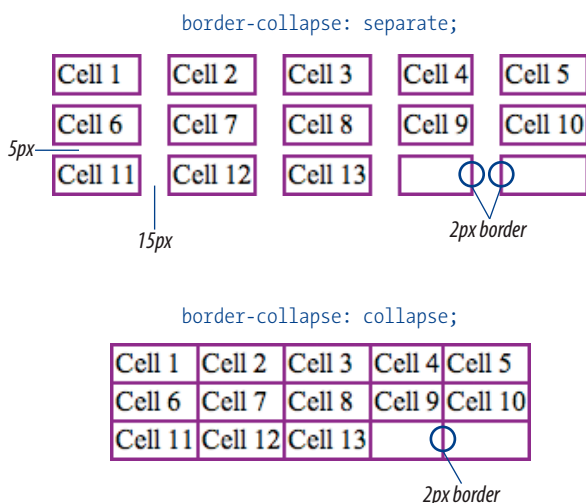 border-collapse: separate;
Cell 1 Cell 2 Cell 3 Cell 4 Cell 5
Cell 6 Cell 7 Cell 8 Cell 9 Cell 10
5px
Cell 11 Cell 12 Cell 13
15px
2px border
border-collapse: collapse;
Cell 1 Cell 2 Cell 3 Cell 4 Cell 5
Cell 6 Cell 7 Cell 8 Cell 9 Cell 10
Cell 11 Cell 12 Cell 13
2px border